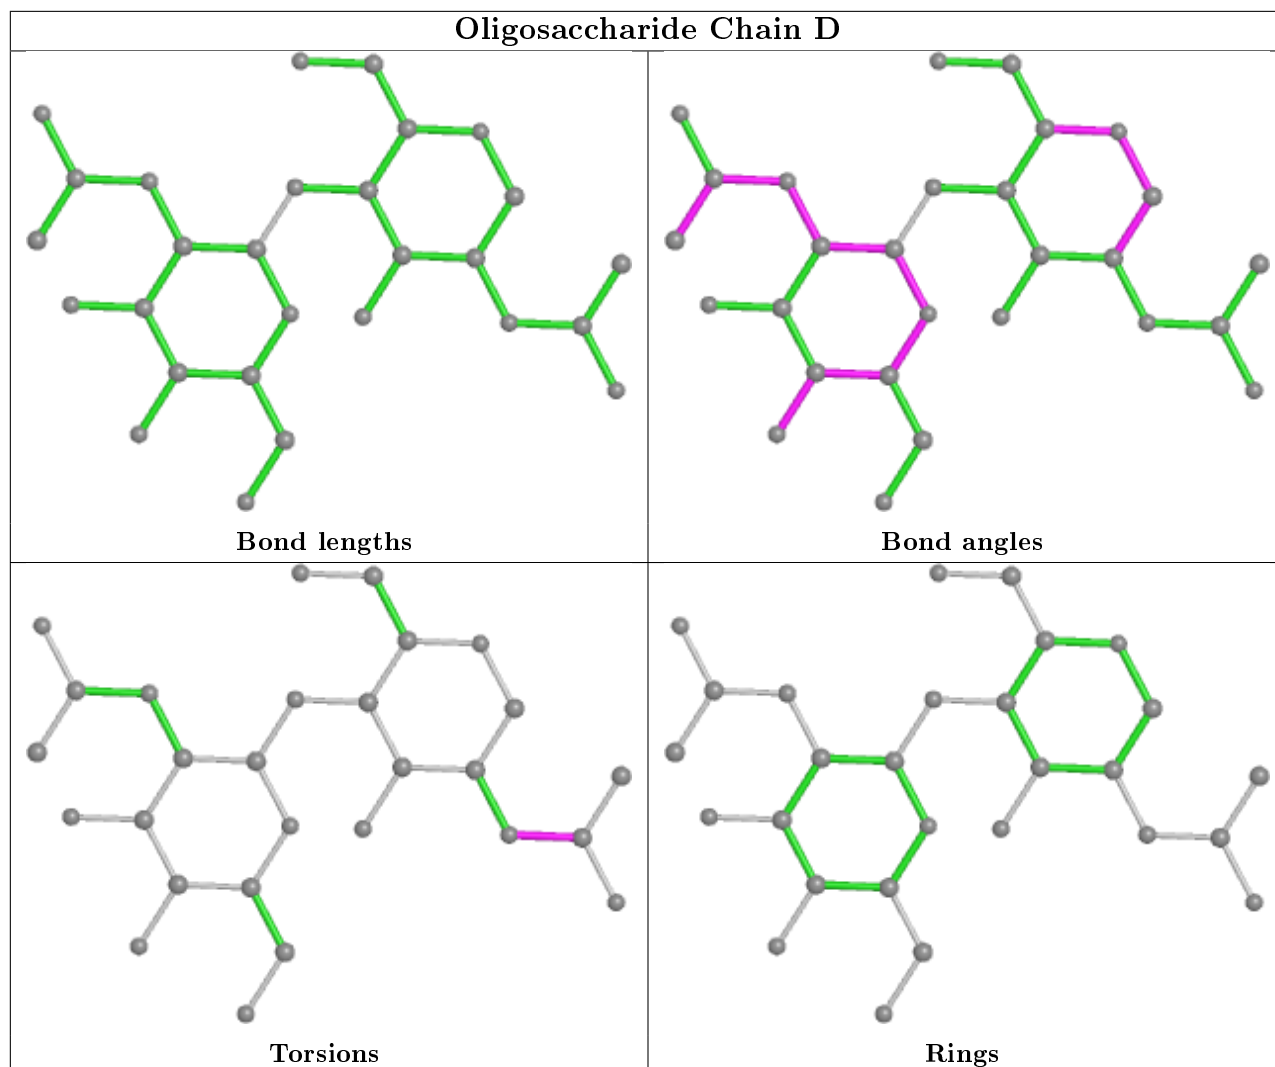 Oligosaccharide Chain D
Bond lengths
Bond angles
Torsions
Rings